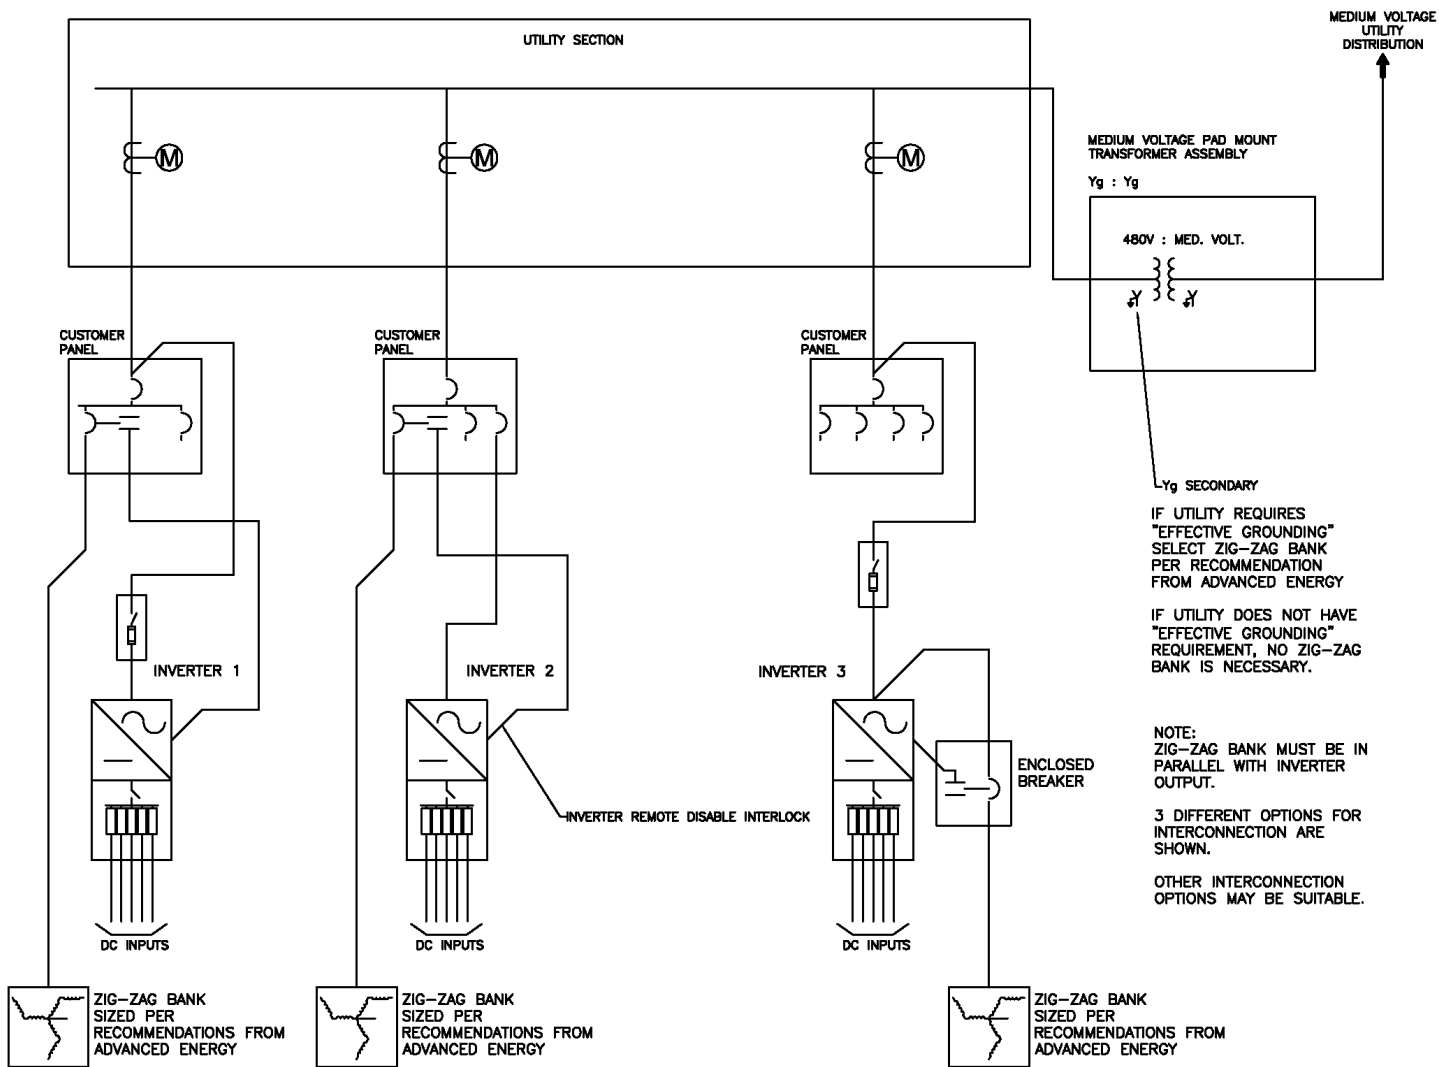 UTILITY SECTION
MEDIUM VOLTAGE
UTILITY
DISTRIBUTION
M
M
M
MEDIUM VOLTAGE PAD MOUNT
TRANSFORMER ASSEMBLY
Yg : Yg
480V : MED. VOLT.
Y
Y
CUSTOMER
PANEL
CUSTOMER
PANEL
CUSTOMER
PANEL
Yg SECONDARY
IF UTILITY REQUIRES
"EFFECTIVE GROUNDING"
SELECT ZIG-ZAG BANK
PER RECOMMENDATION
FROM ADVANCED ENERGY
IF UTILITY DOES NOT HAVE
"EFFECTIVE GROUNDING"
REQUIREMENT, NO ZIG-ZAG
BANK IS NECESSARY.
INVERTER 1
INVERTER 2
INVERTER 3
NOTE:
ZIG-ZAG BANK MUST BE IN
PARALLEL WITH INVERTER
OUTPUT.
3 DIFFERENT OPTIONS FOR
INTERCONNECTION ARE
SHOWN.
OTHER INTERCONNECTION
OPTIONS MAY BE SUITABLE.
ENCLOSED
BREAKER
INVERTER REMOTE DISABLE INTERLOCK
DC INPUTS
DC INPUTS
DC INPUTS
ZIG-ZAG BANK
SIZED PER
RECOMMENDATIONS FROM
ADVANCED ENERGY
ZIG-ZAG BANK
SIZED PER
RECOMMENDATIONS FROM
ADVANCED ENERGY
ZIG-ZAG BANK
SIZED PER
RECOMMENDATIONS FROM
ADVANCED ENERGY